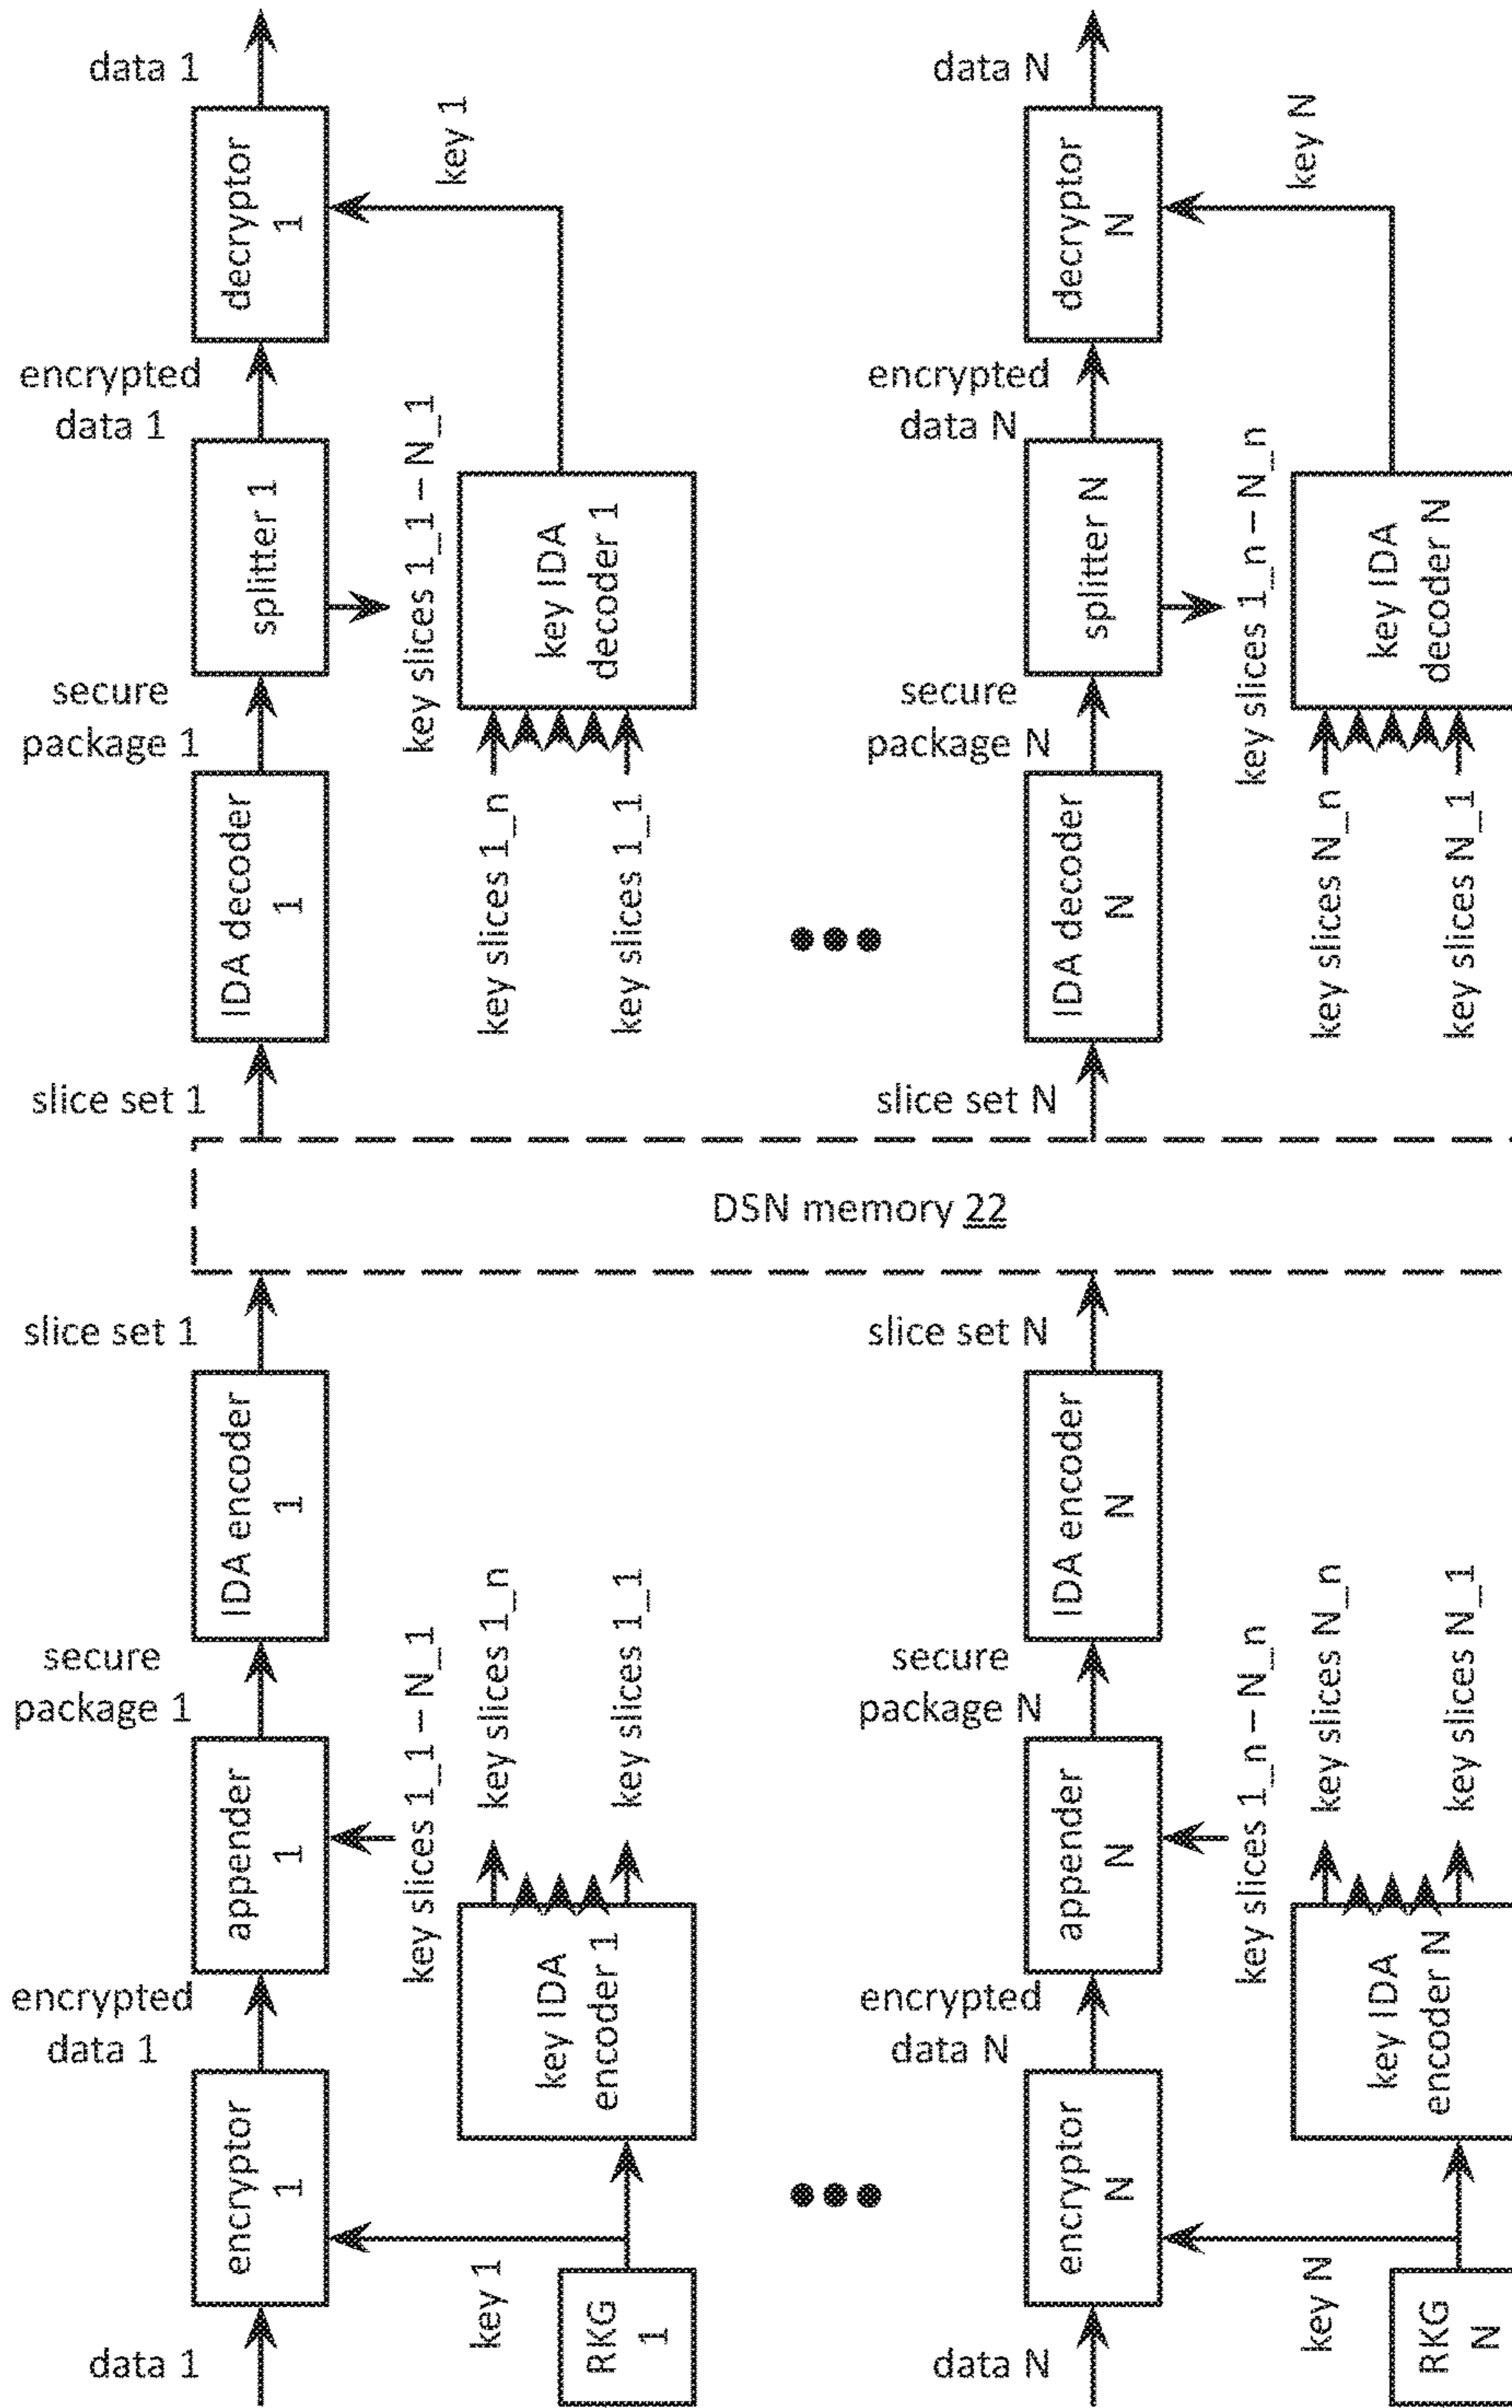 data 1
encryptor
1
encrypted
data 1
appender
1
secure
package 1
IDA encoder
1
slice set 1
key 1
RKG
1
key IDA
encoder 1
key slices 1_1 – N_1
key slices 1_n
key slices 1_1
data N
encryptor
N
encrypted
data N
appender
N
secure
package N
IDA encoder
N
slice set N
key N
RKG
N
key IDA
encoder N
key slices 1_n – N_n
key slices N_n
key slices N_1
DSN memory 22
slice set 1
IDA decoder
1
secure
package 1
splitter 1
encrypted
data 1
decryptor
1
data 1
key slices 1_1 – N_1
key 1
key slices 1_n
key slices 1_1
key IDA
decoder 1
slice set N
IDA decoder
N
secure
package N
splitter N
encrypted
data N
decryptor
N
data N
key slices 1_n – N_n
key N
key slices N_n
key slices N_1
key IDA
decoder N